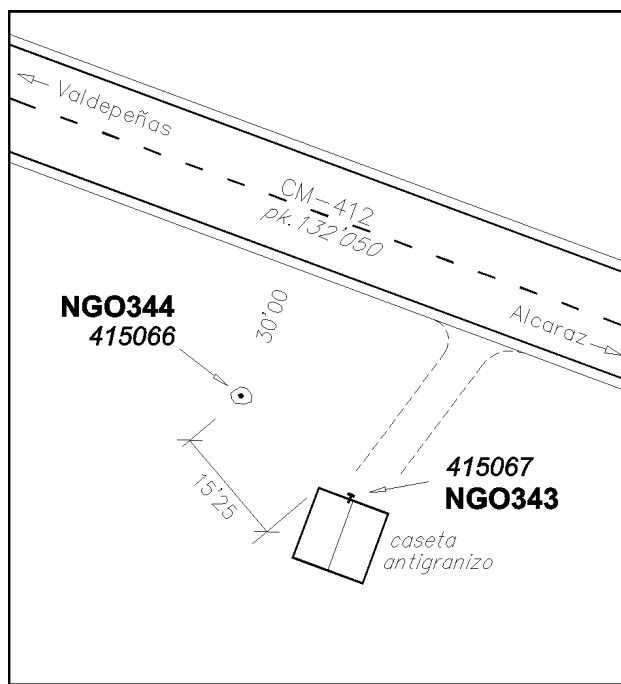 Valdepeñas
CM-412
pk.132'050
Alcaraz
NGO344
415066
30'00
15'25
415067
NGO343
caseta
antigranizo